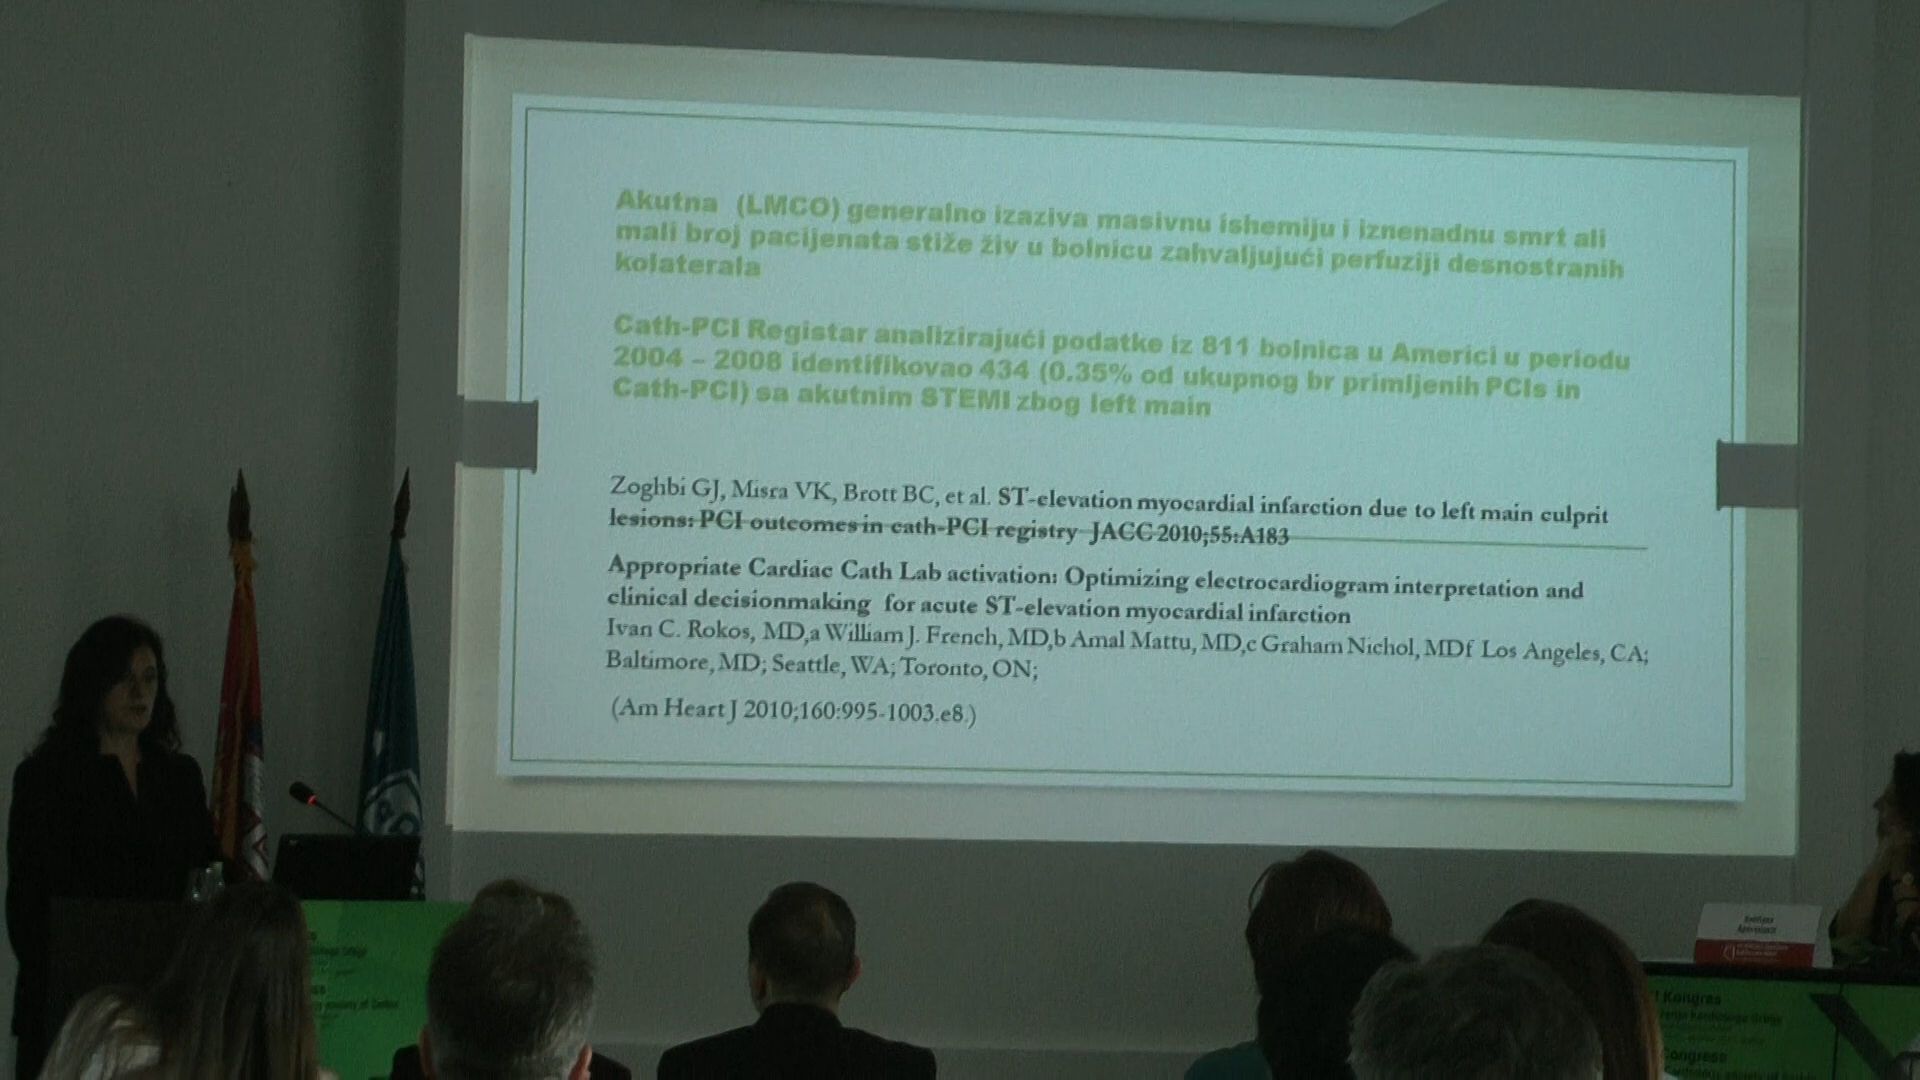 Akutna (LMCO) generalno izaziva masivnu ishemiju i iznenadnu smrt ali
mali broj pacijenata stiže živ u bolnicu zahvaljujući perfuziji desnostranih
kolaterala
Cath-PCI Registar analizirajući podatke iz 811 bolnica u Americi u periodu
2004 – 2008 identifikovao 434 (0.35% od ukupnog br primljenih PCIs in
Cath-PCI) sa akutnim STEMI zbog left main
Zoghbi GJ, Misra VK, Brott BC, et al. ST-elevation myocardial infarction due to left main culprit
lesions: PCI outcomes in cath-PCI registry JACC 2010;55:A183
Appropriate Cardiac Cath Lab activation: Optimizing electrocardiogram interpretation and
clinical decisionmaking for acute ST-elevation myocardial infarction
Ivan C. Rokos, MD,a William J. French, MD,b Amal Mattu, MD,c Graham Nichol, MDf Los Angeles, CA;
Baltimore, MD; Seattle, WA; Toronto, ON;
(Am Heart J 2010;160:995-1003.e8.)
I Kongres
Congress